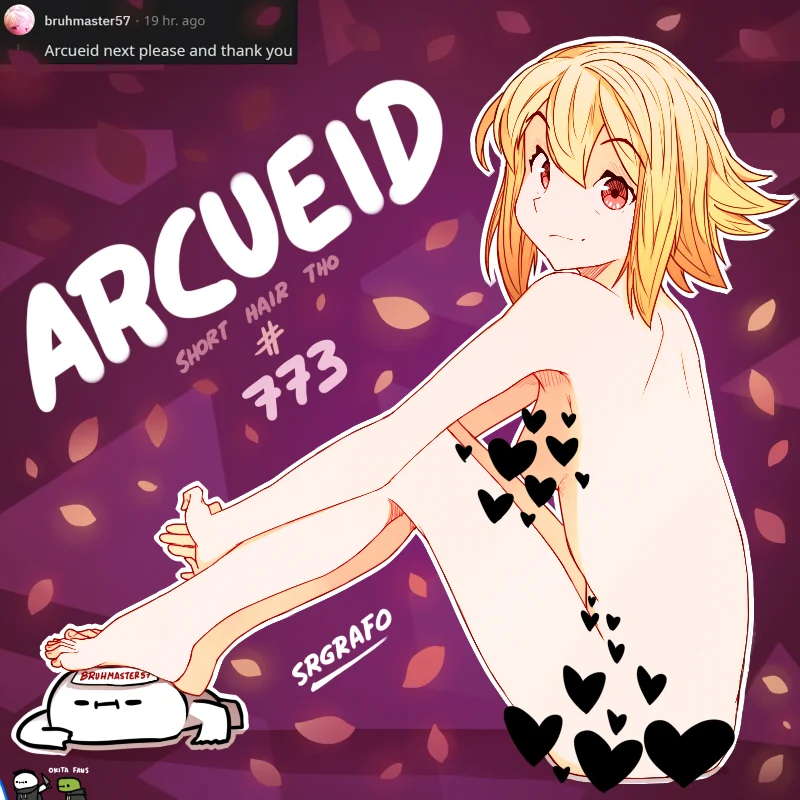 bruhmaster57 · 19 hr. ago
Arcueid next please and thank you
ARCUEID
SHORT HAIR THO
#
773
SRGRAFO
BRUHMASTER57
OKITA FANS